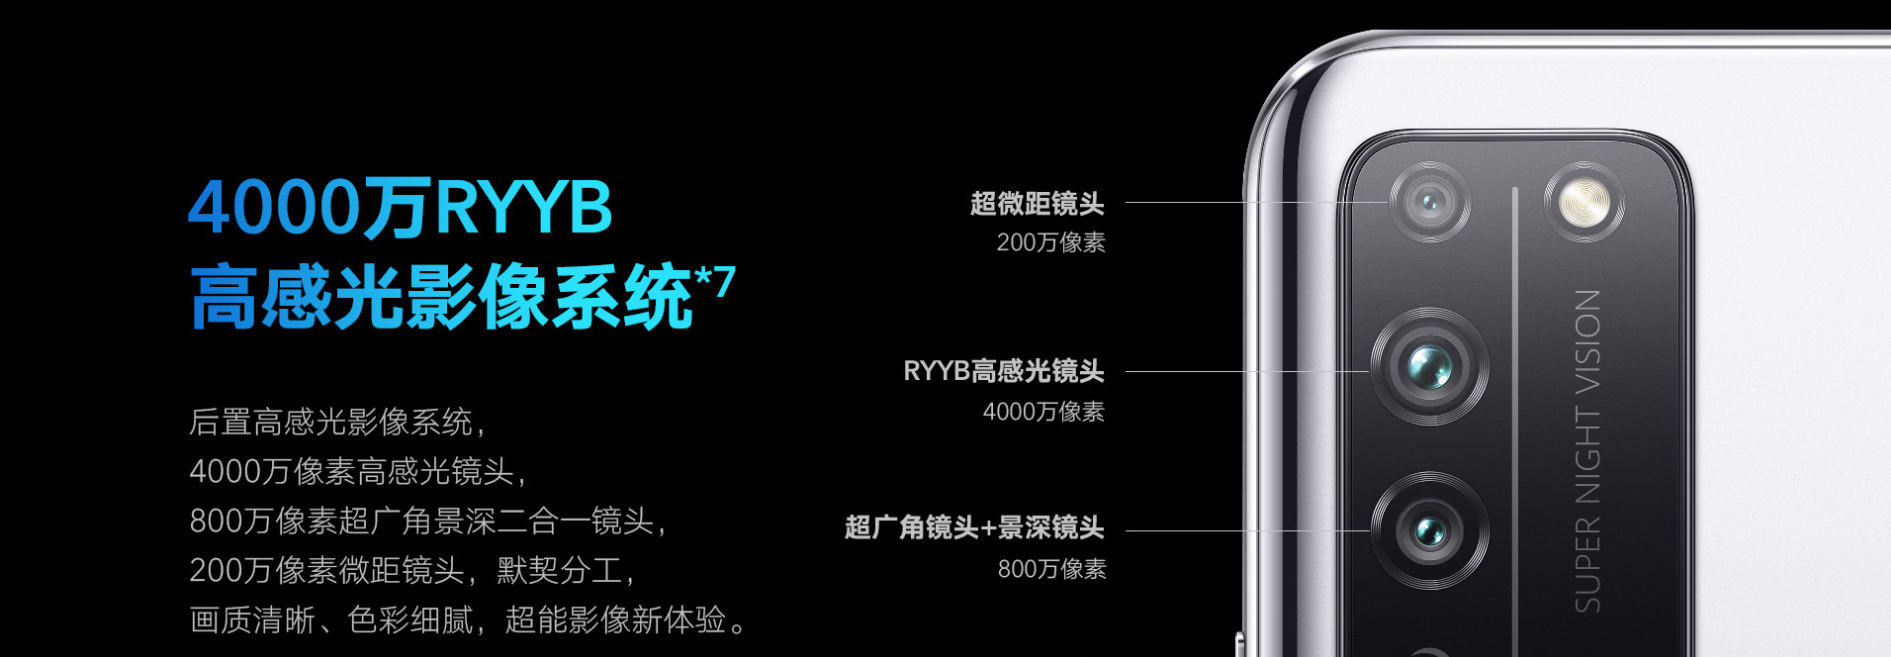 4000万RYYB
高感光影像系统*7
后置高感光影像系统，
4000万像素高感光镜头，
800万像素超广角景深二合一镜头，
200万像素微距镜头，默契分工，
画质清晰、色彩细腻，超能影像新体验。
超微距镜头
200万像素
RYYB高感光镜头
4000万像素
超广角镜头+景深镜头
800万像素
SUPER NIGHT VISION